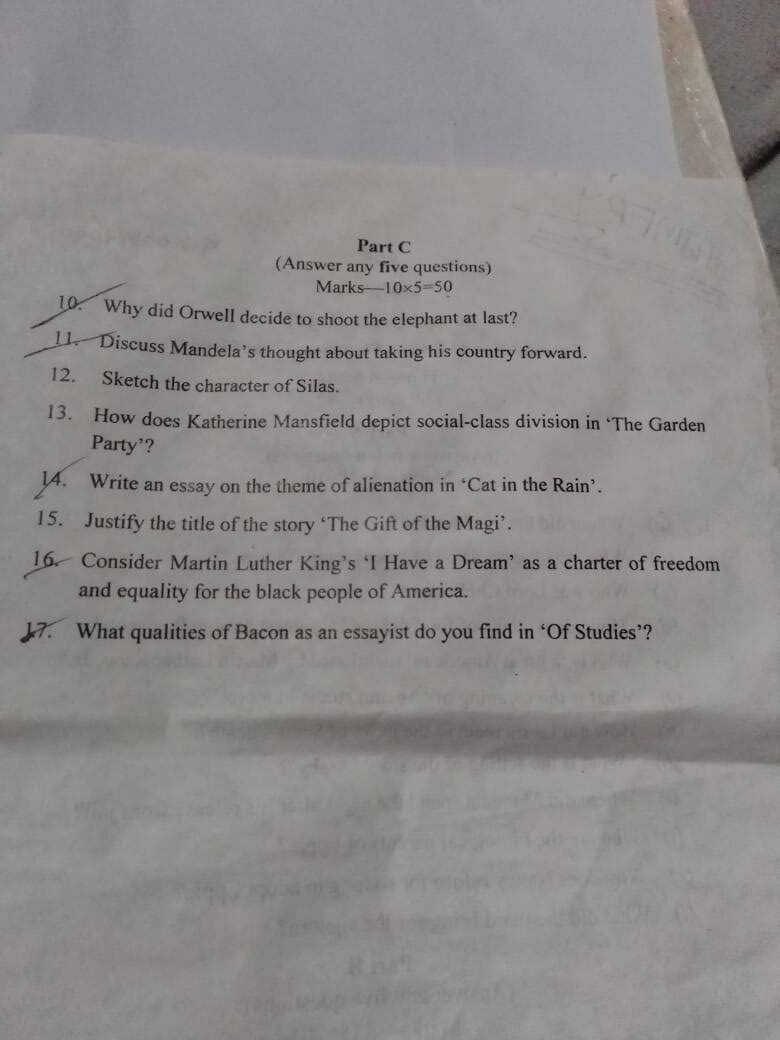 Part C
(Answer any five questions)
Marks—10×5=50
10. Why did Orwell decide to shoot the elephant at last?
11. Discuss Mandela's thought about taking his country forward.
12. Sketch the character of Silas.
13. How does Katherine Mansfield depict social-class division in ‘The Garden
Party’?
14. Write an essay on the theme of alienation in ‘Cat in the Rain’.
15. Justify the title of the story ‘The Gift of the Magi’.
16. Consider Martin Luther King’s ‘I Have a Dream’ as a charter of freedom
and equality for the black people of America.
17. What qualities of Bacon as an essayist do you find in ‘Of Studies’?